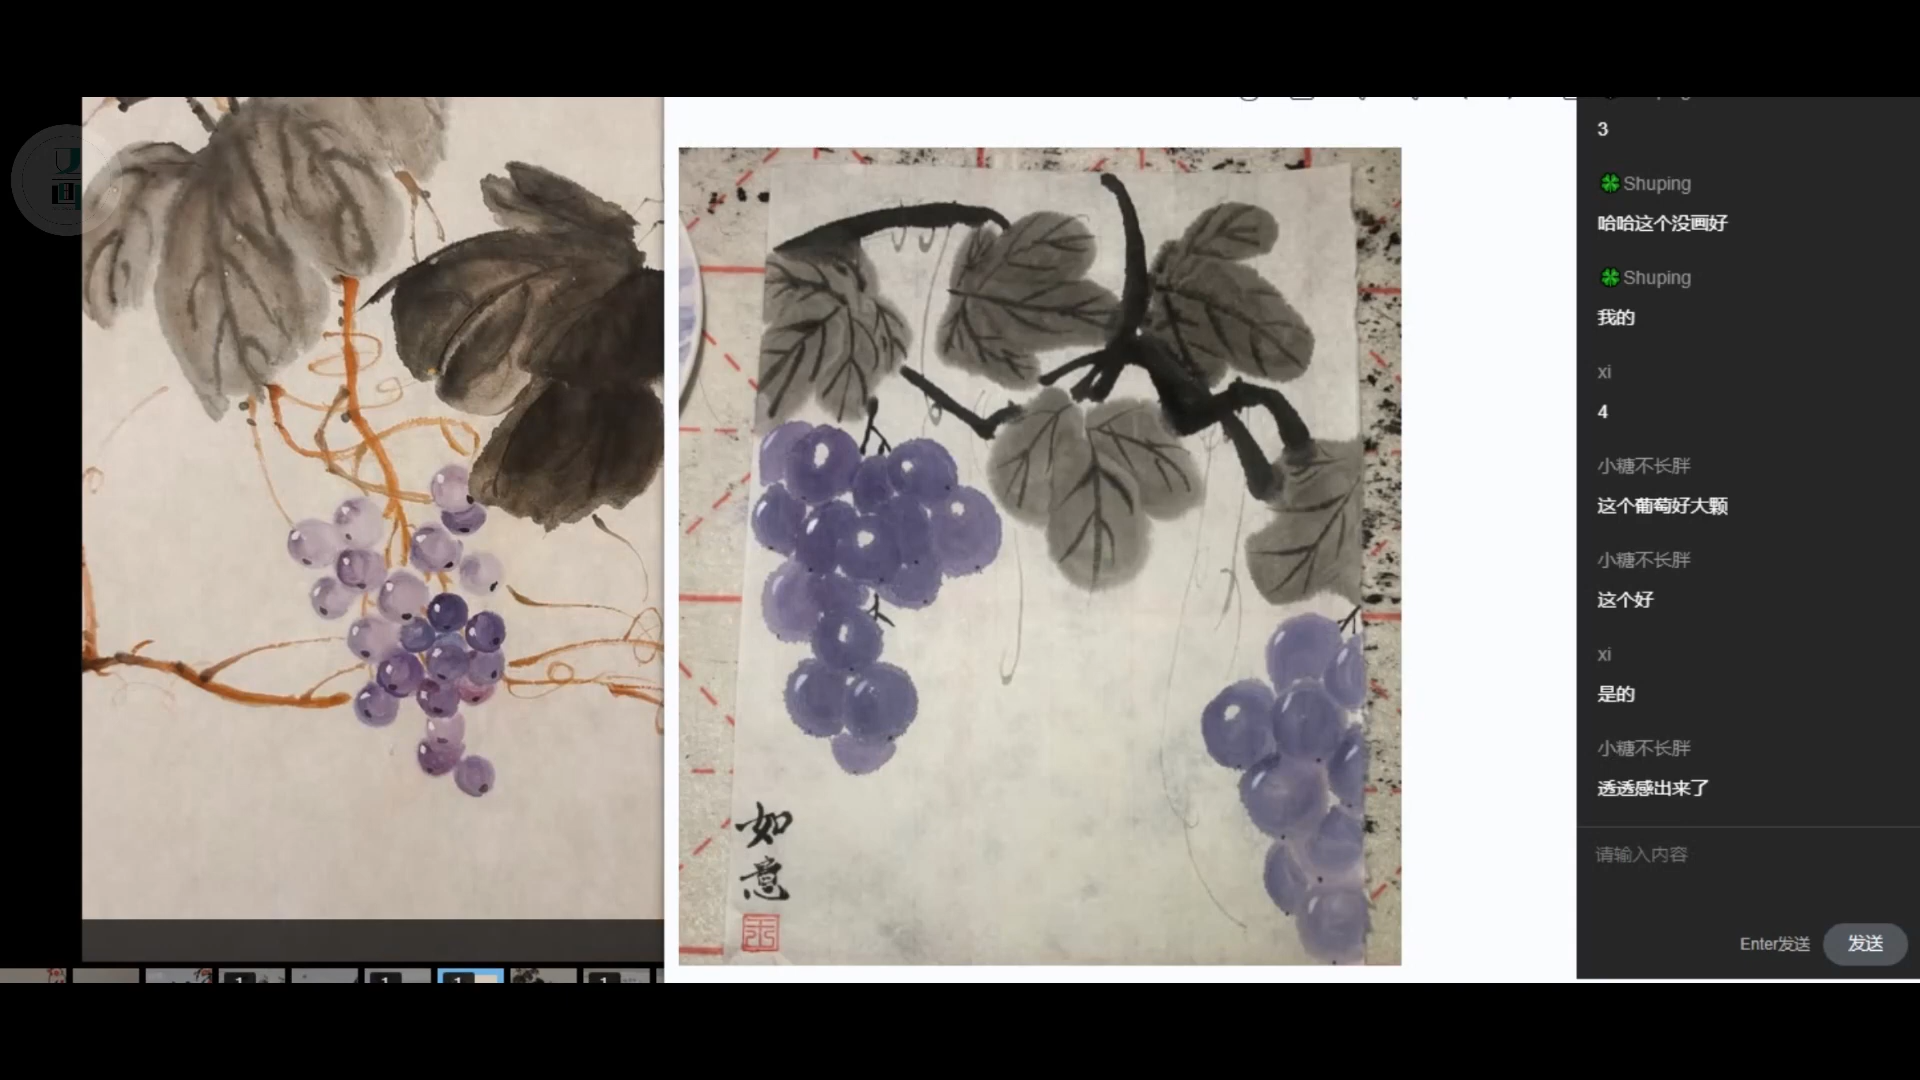 如
意
3
Shuping
哈哈这个没画好
Shuping
我的
xi
4
小糖不长胖
这个葡萄好大颗
小糖不长胖
这个好
xi
是的
小糖不长胖
透透感出来了
请输入内容
Enter发送
发送